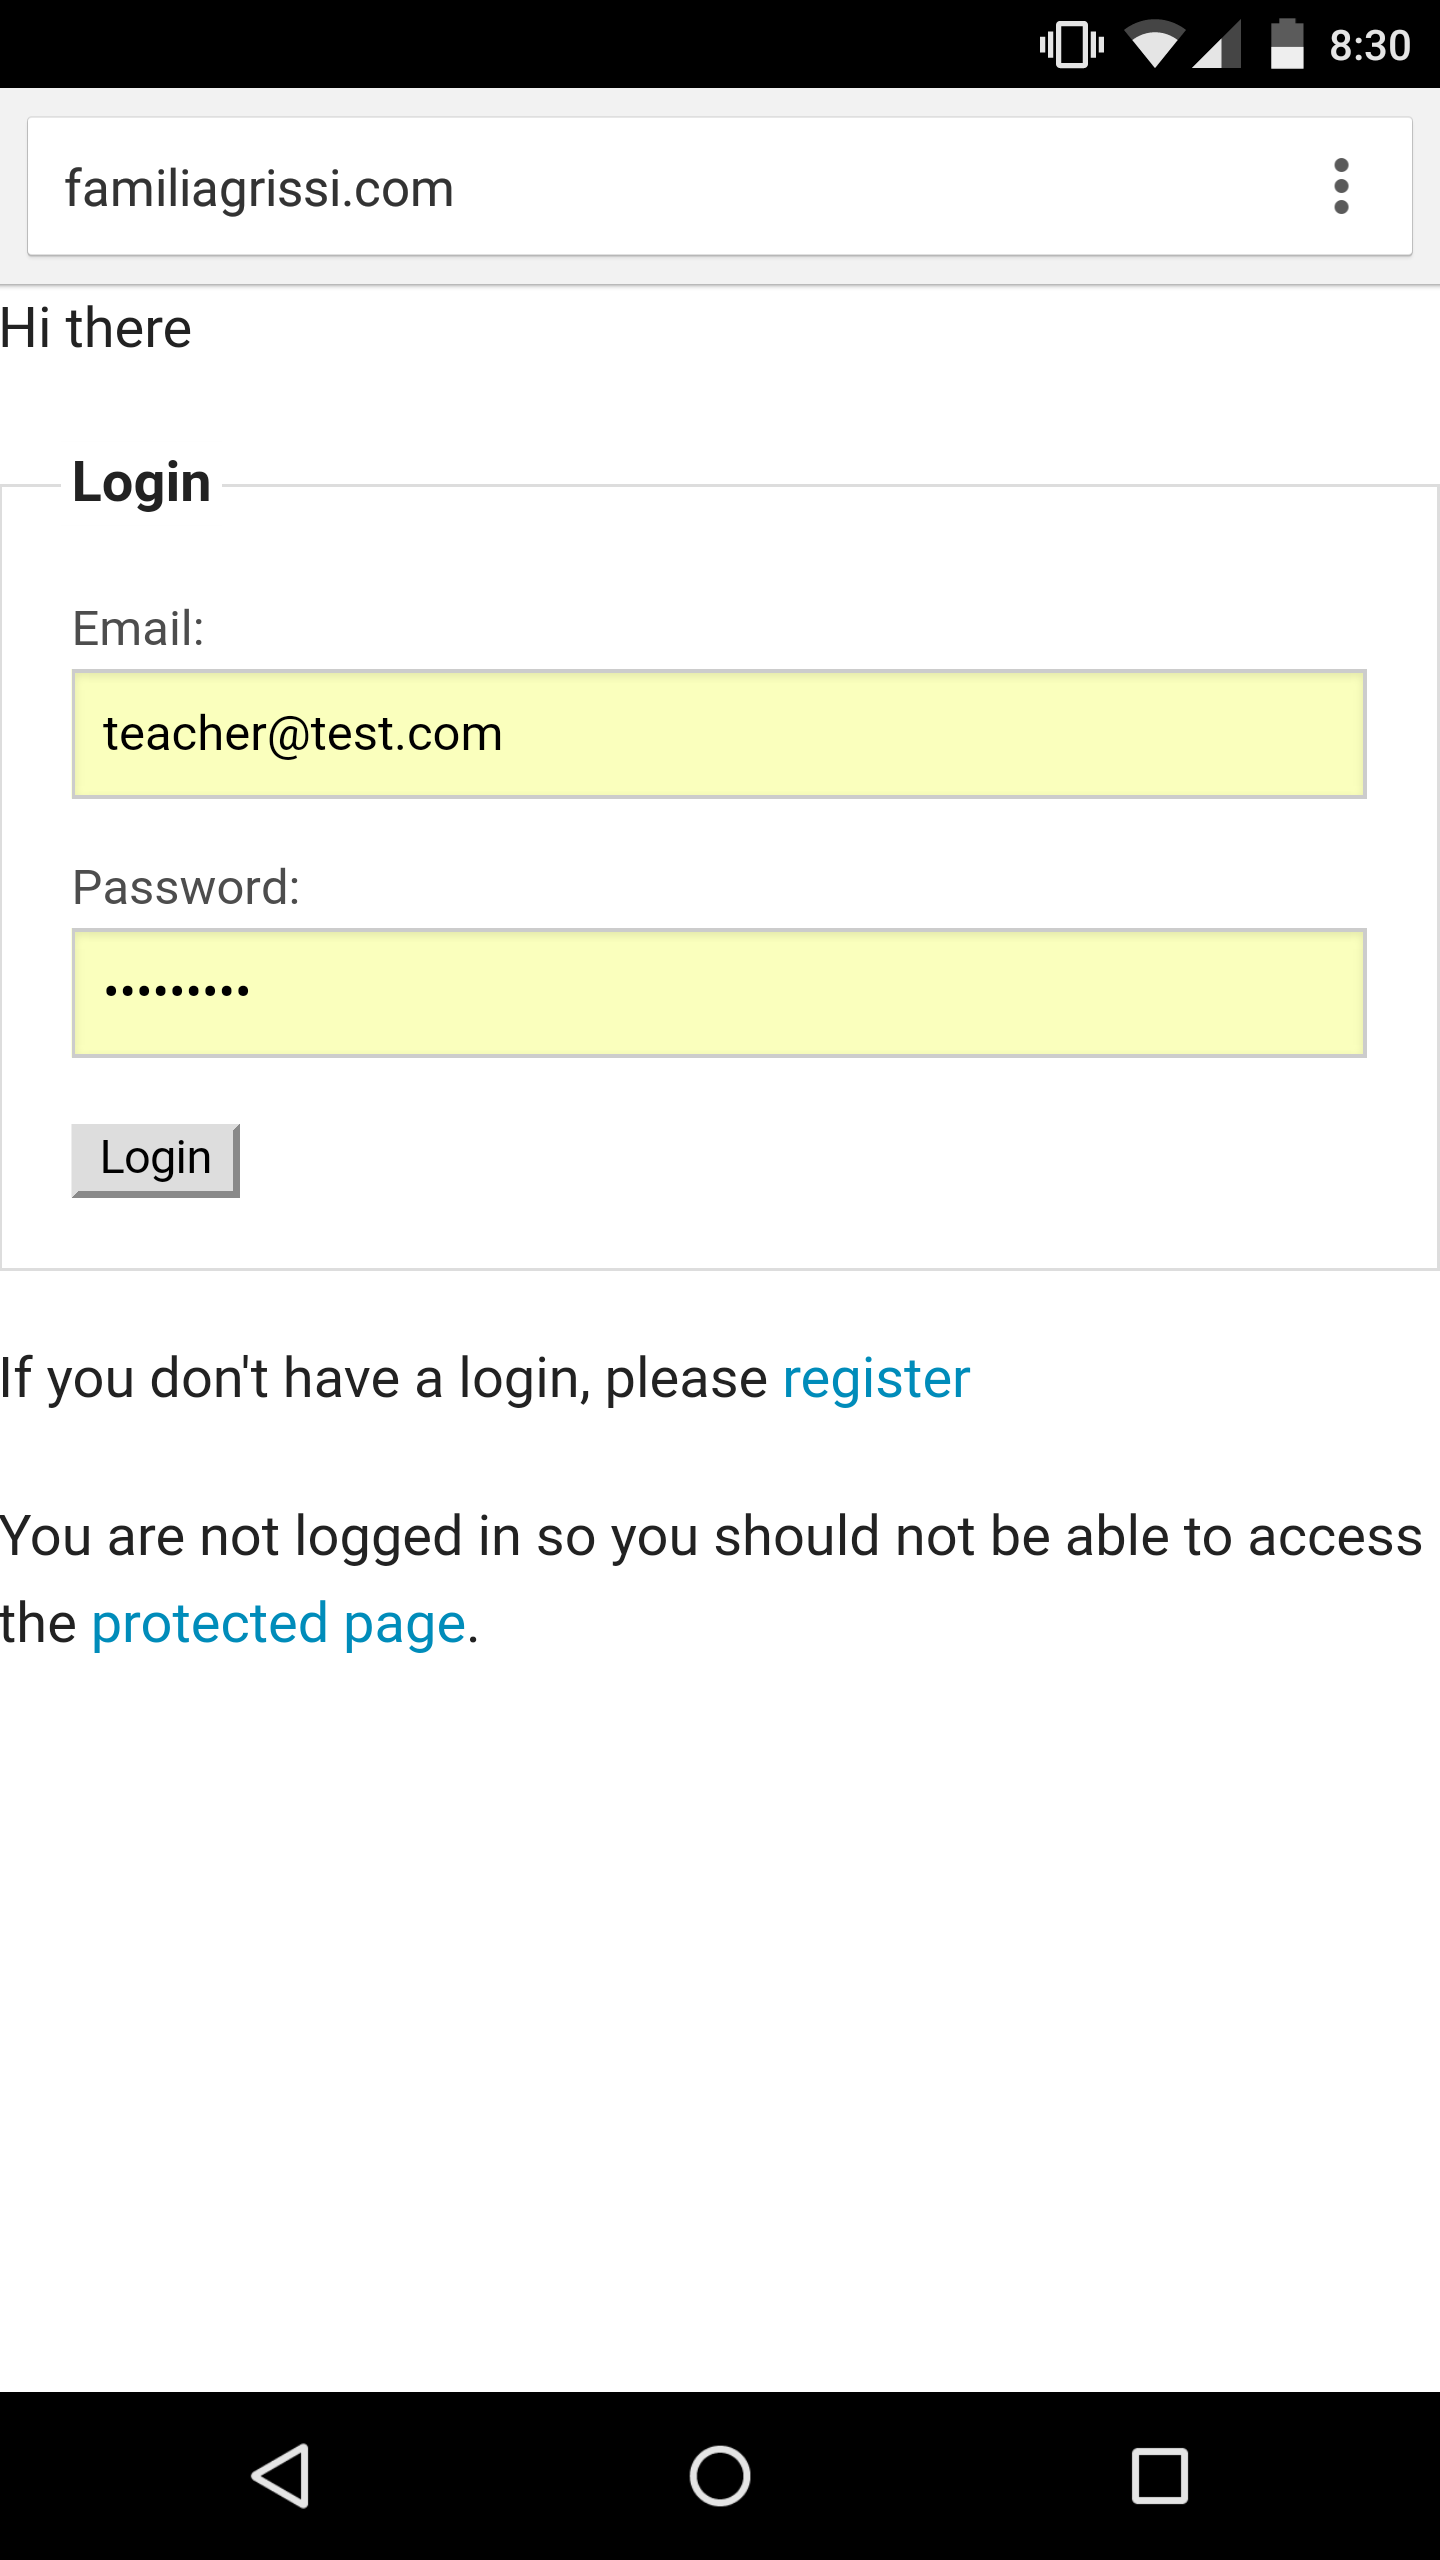 8:30
familiagrissi.com
Hi there
Login
Email:
teacher@test.com
Password:
•••••••••
Login
If you don't have a login, please register
You are not logged in so you should not be able to access
the protected page.